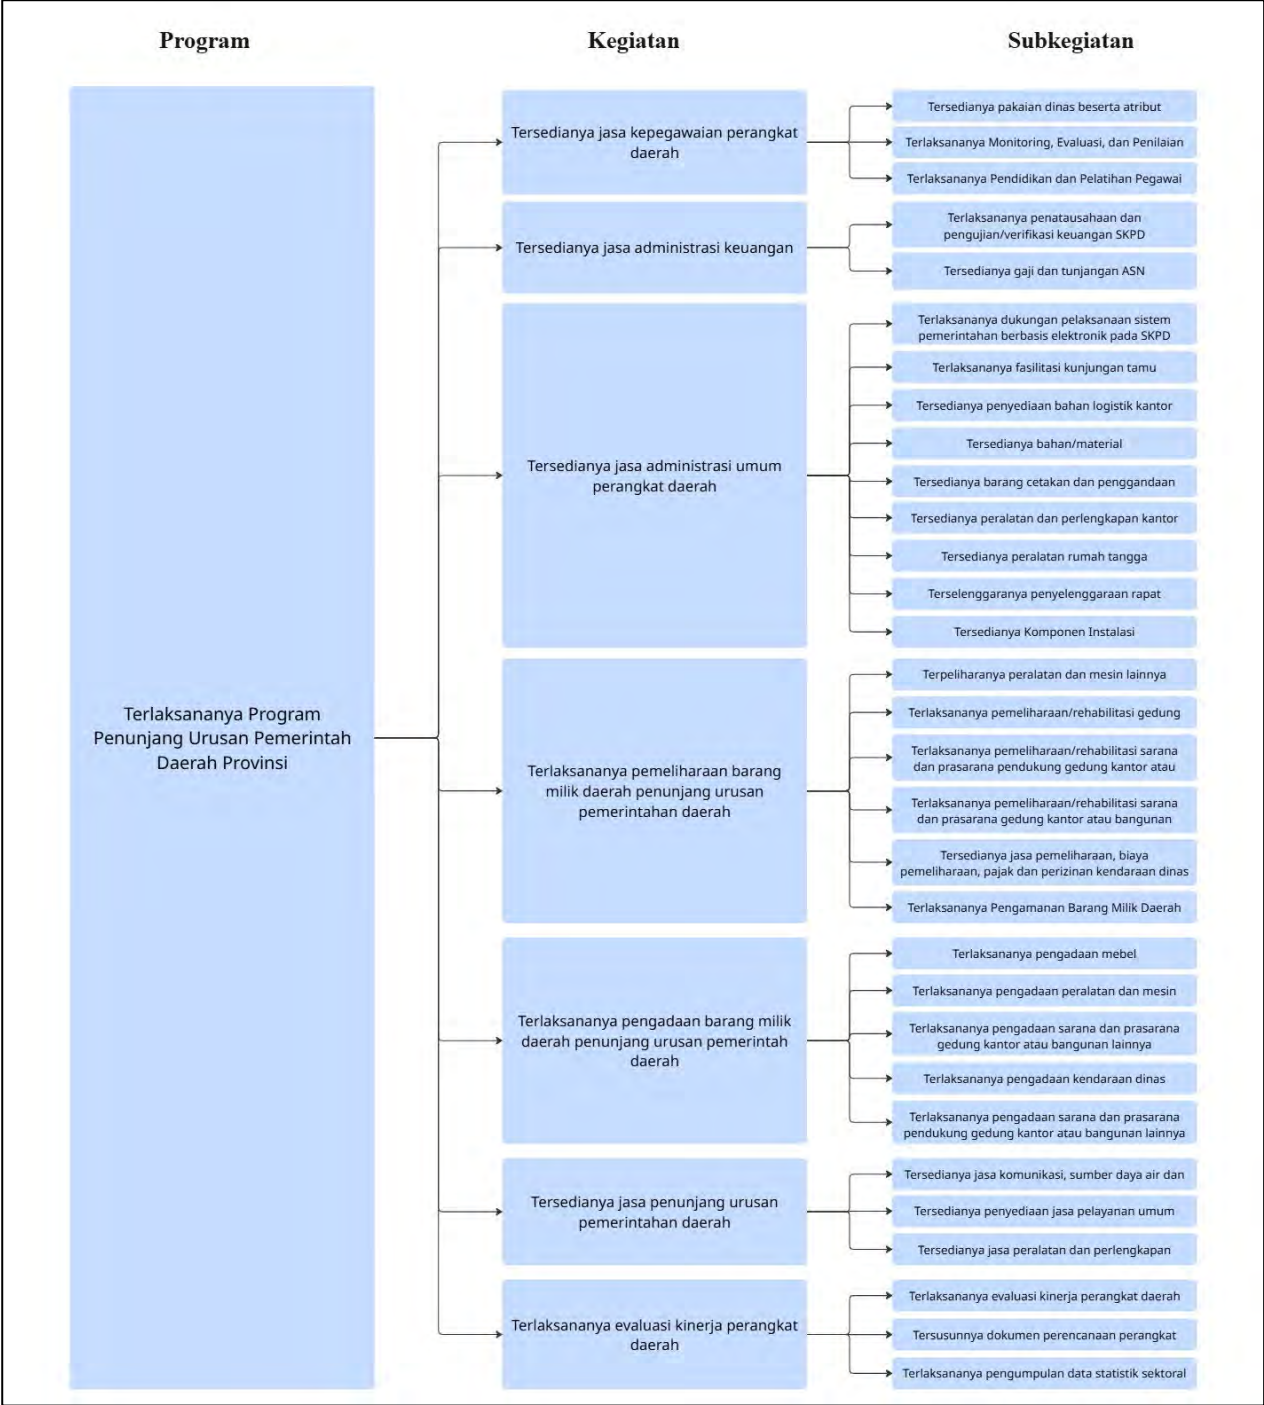 Program
Kegiatan
Subkegiatan
Terlaksananya Program
Penunjang Urusan Pemerintah
Daerah Provinsi
Tersedianya jasa kepegawaian perangkat
daerah
Tersedianya pakaian dinas beserta atribut
Terlaksananya Monitoring, Evaluasi, dan Penilaian
Terlaksananya Pendidikan dan Pelatihan Pegawai
Tersedianya jasa administrasi keuangan
Terlaksananya penatausahaan dan
pengujian/verifikasi keuangan SKPD
Tersedianya gaji dan tunjangan ASN
Tersedianya jasa administrasi umum
perangkat daerah
Terlaksananya dukungan pelaksanaan sistem
pemerintahan berbasis elektronik pada SKPD
Terlaksananya fasilitasi kunjungan tamu
Tersedianya penyediaan bahan logistik kantor
Tersedianya bahan/material
Tersedianya barang cetakan dan penggandaan
Tersedianya peralatan dan perlengkapan kantor
Tersedianya peralatan rumah tangga
Terselenggaranya penyelenggaraan rapat
Tersedianya Komponen Instalasi
Terlaksananya pemeliharaan barang
milik daerah penunjang urusan
pemerintahan daerah
Terpeliharanya peralatan dan mesin lainnya
Terlaksananya pemeliharaan/rehabilitasi gedung
Terlaksananya pemeliharaan/rehabilitasi sarana
dan prasarana pendukung gedung kantor atau
Terlaksananya pemeliharaan/rehabilitasi sarana
dan prasarana gedung kantor atau bangunan
Tersedianya jasa pemeliharaan, biaya
pemeliharaan, pajak dan perizinan kendaraan dinas
Terlaksananya Pengamanan Barang Milik Daerah
Terlaksananya pengadaan barang milik
daerah penunjang urusan pemerintah
daerah
Terlaksananya pengadaan mebel
Terlaksananya pengadaan peralatan dan mesin
Terlaksananya pengadaan sarana dan prasarana
gedung kantor atau bangunan lainnya
Terlaksananya pengadaan kendaraan dinas
Terlaksananya pengadaan sarana dan prasarana
pendukung gedung kantor atau bangunan lainnya
Tersedianya jasa penunjang urusan
pemerintahan daerah
Tersedianya jasa komunikasi, sumber daya air dan
Tersedianya penyediaan jasa pelayanan umum
Tersedianya jasa peralatan dan perlengkapan
Terlaksananya evaluasi kinerja perangkat
daerah
Terlaksananya evaluasi kinerja perangkat daerah
Tersusunnya dokumen perencanaan perangkat
Terlaksananya pengumpulan data statistik sektoral